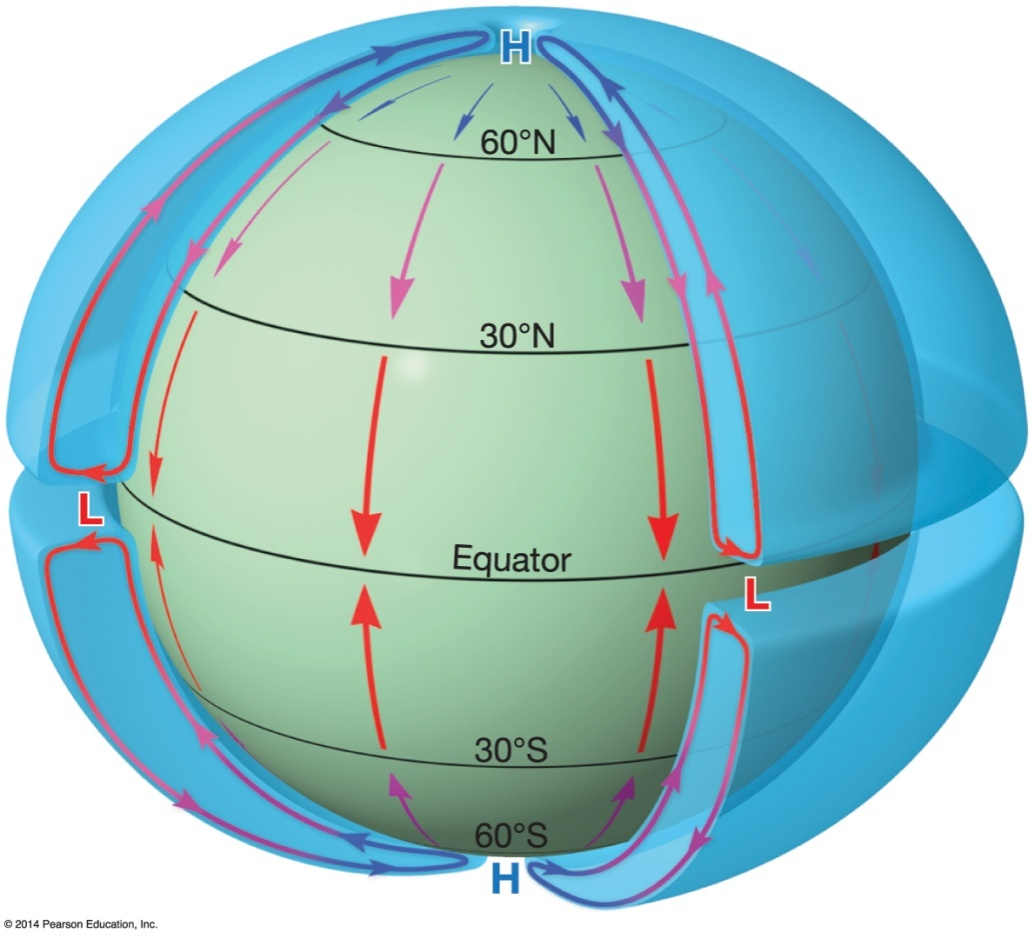 H
60°N
30°N
L
Equator
L
30°S
60°S
H
© 2014 Pearson Education, Inc.